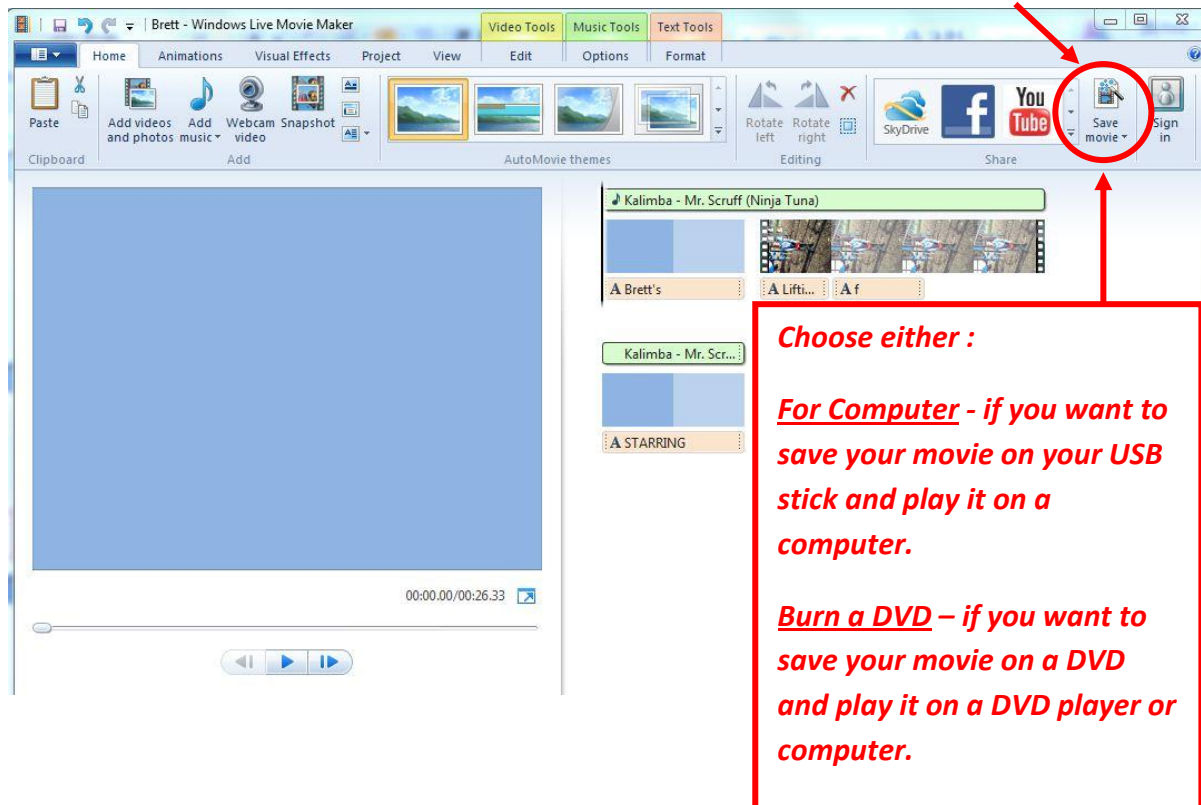 Brett - Windows Live Movie Maker
Video Tools
Music Tools
Text Tools
Home
Animations
Visual Effects
Project
View
Edit
Options
Format
Paste
Clipboard
Add videos
and photos
Add
music
Webcam
video
Snapshot
Add
AutoMovie themes
Rotate
left
Rotate
right
Editing
SkyDrive
f
You
Tube
Share
Save
movie
Sign
in
Kalimba - Mr. Scruff (Ninja Tuna)
A Brett's
A Lifti...
A f
Kalimba - Mr. Scr...
A STARRING
00:00.00/00:26.33
Choose either :
For Computer - if you want to
save your movie on your USB
stick and play it on a
computer.
Burn a DVD – if you want to
save your movie on a DVD
and play it on a DVD player or
computer.